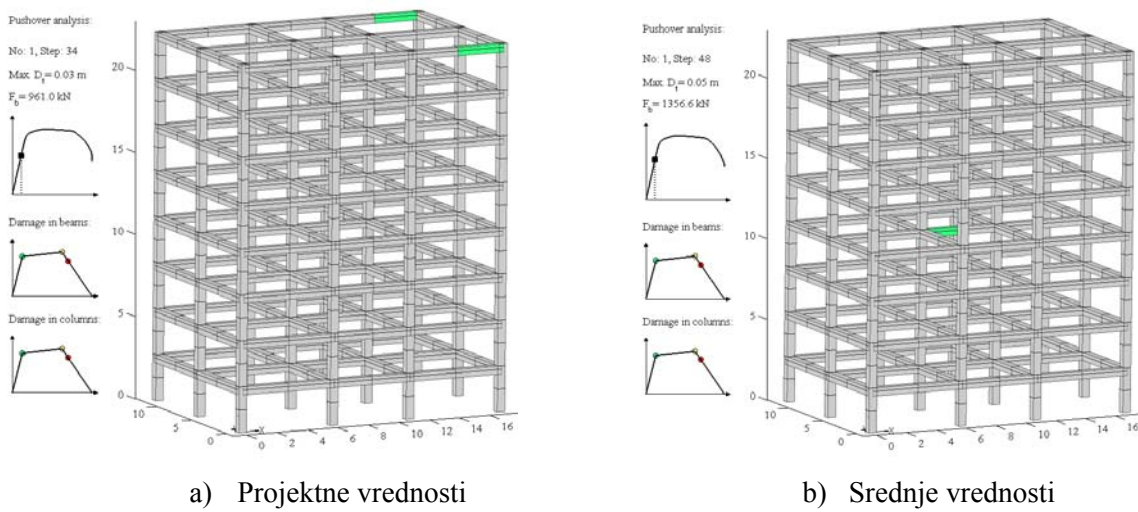 Pushover analysis:
No: 1, Step: 34
Max. D_t = 0.03 m
F_b = 961.0 kN
Damage in beams:
Damage in columns:
20
15
10
5
0
10
5
0
X
0
2
4
6
8
10
12
14
16
a) Projektne vrednosti
Pushover analysis:
No: 1, Step: 48
Max. D_t = 0.05 m
F_b = 1356.6 kN
Damage in beams:
Damage in columns:
20
15
10
5
0
10
5
0
X
0
2
4
6
8
10
12
14
16
b) Srednje vrednosti